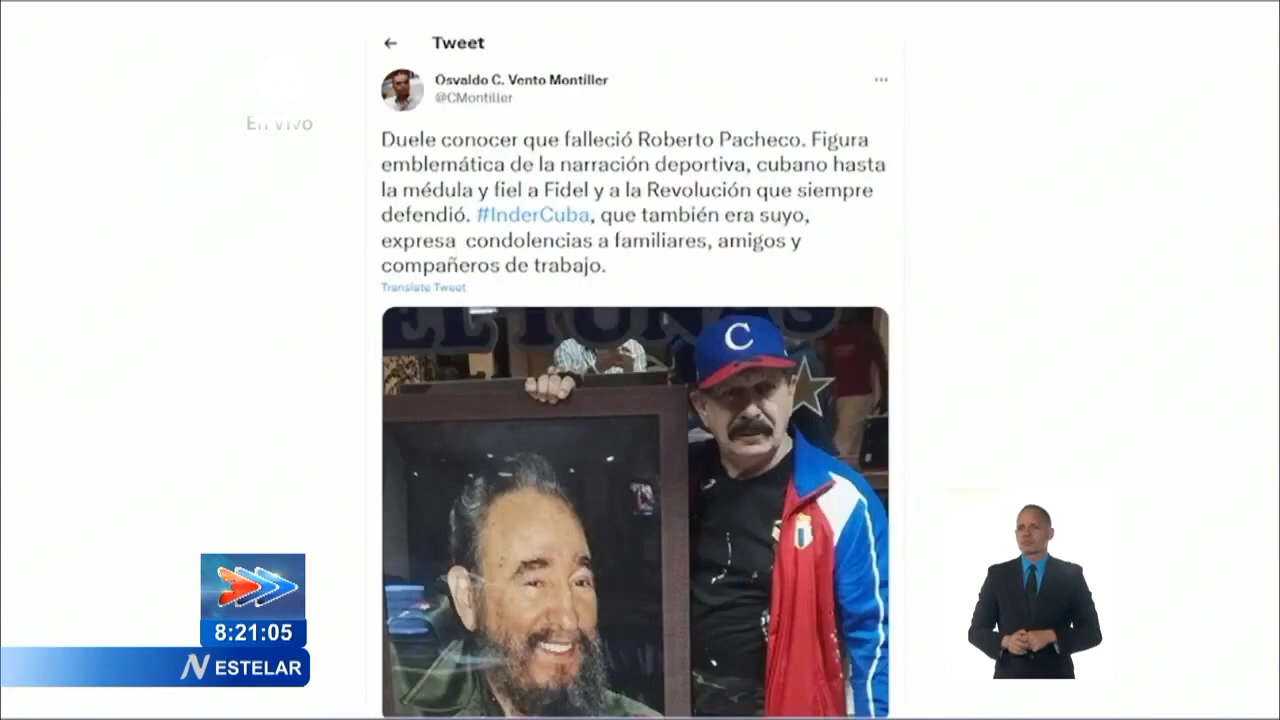 Tweet
Osvaldo C. Vento Montiller
@CMontiller
En vivo
Duele conocer que falleció Roberto Pacheco. Figura
emblemática de la narración deportiva, cubano hasta
la médula y fiel a Fidel y a la Revolución que siempre
defendió. #InderCuba, que también era suyo,
expresa condolencias a familiares, amigos y
compañeros de trabajo.
Translate Tweet
C
8:21:05
N ESTELAR